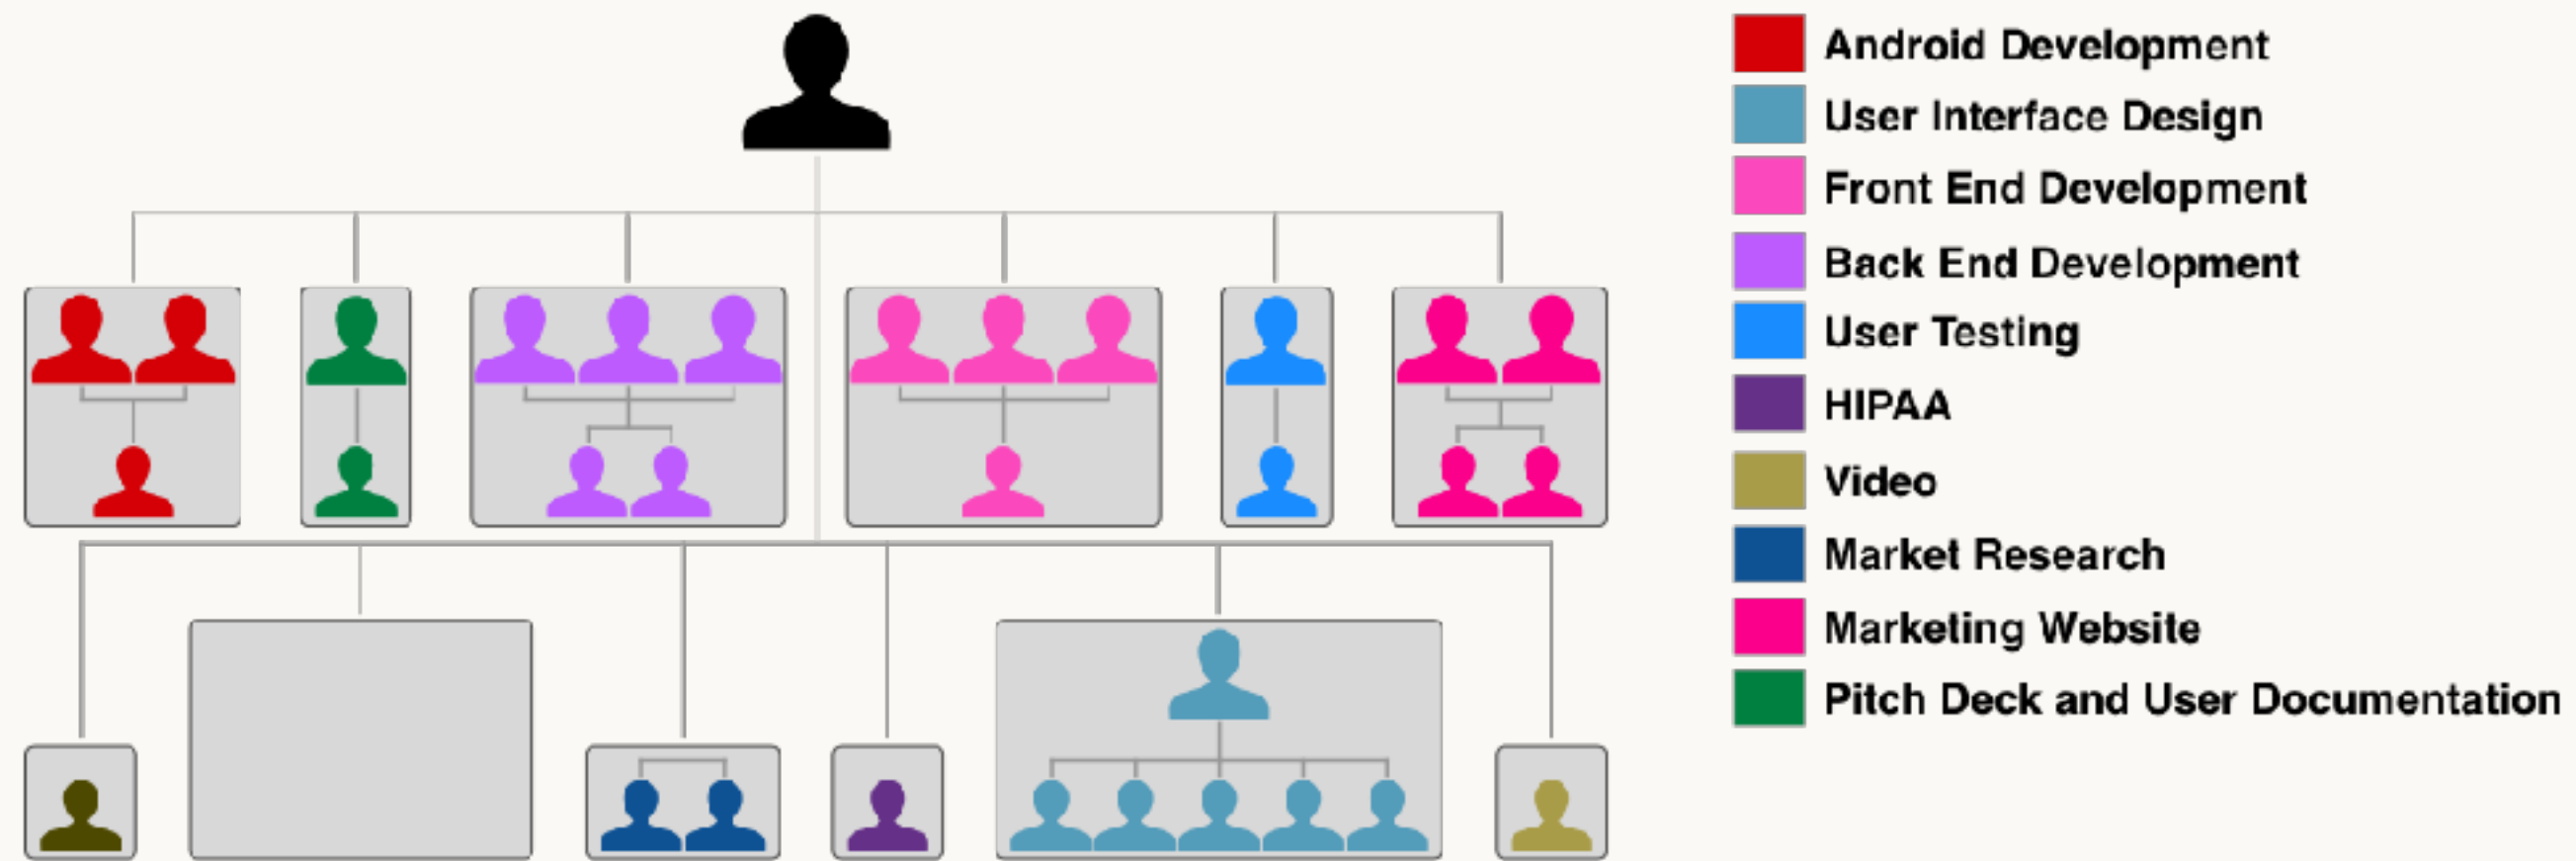 Android Development
User Interface Design
Front End Development
Back End Development
User Testing
HIPAA
Video
Market Research
Marketing Website
Pitch Deck and User Documentation